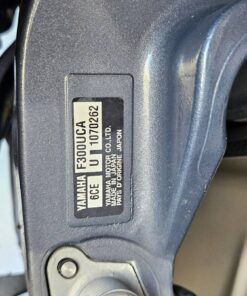 YAMAHA F300UCA
6CE U 1070262
YAMAHA MOTOR CO.,LTD.
MADE IN JAPAN
PAYS D'ORIGINE JAPON